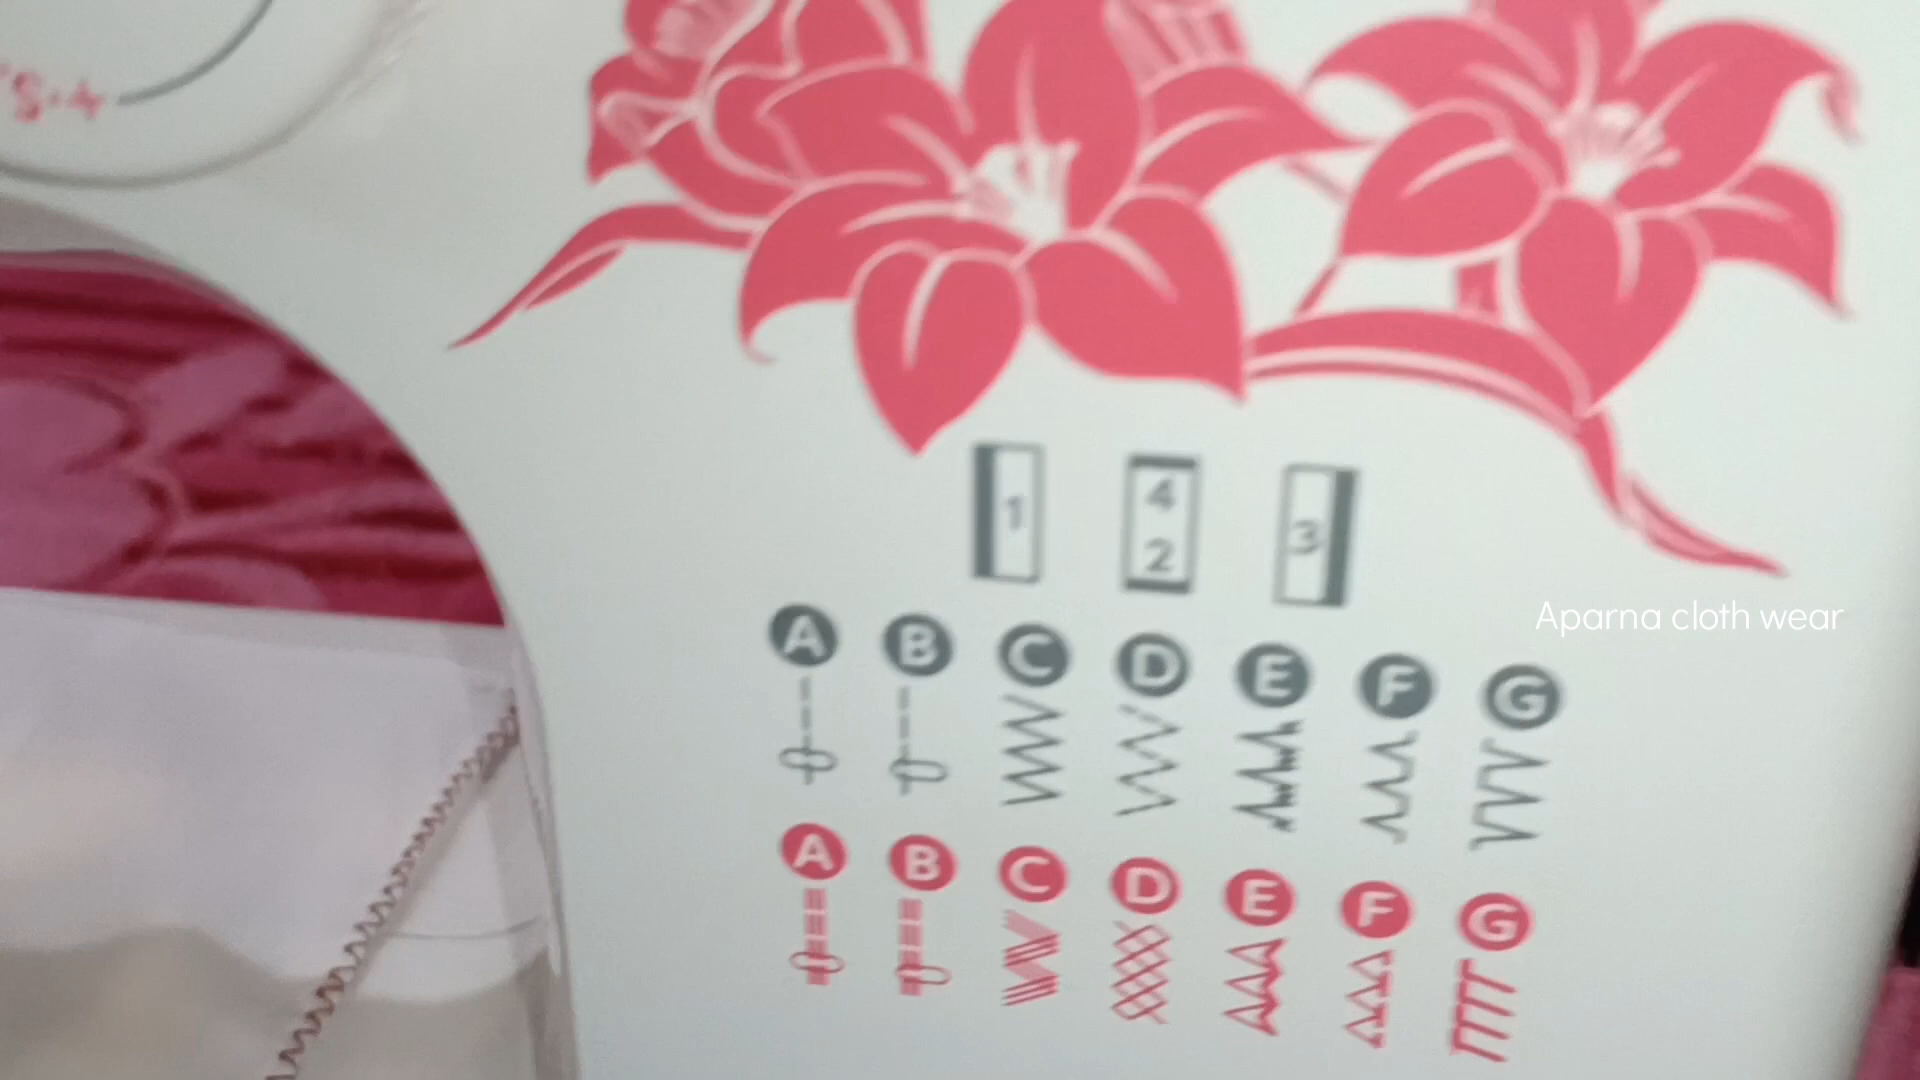 1 4 3
2
A B C D E F G
A B C D E F G
Aparna cloth wear